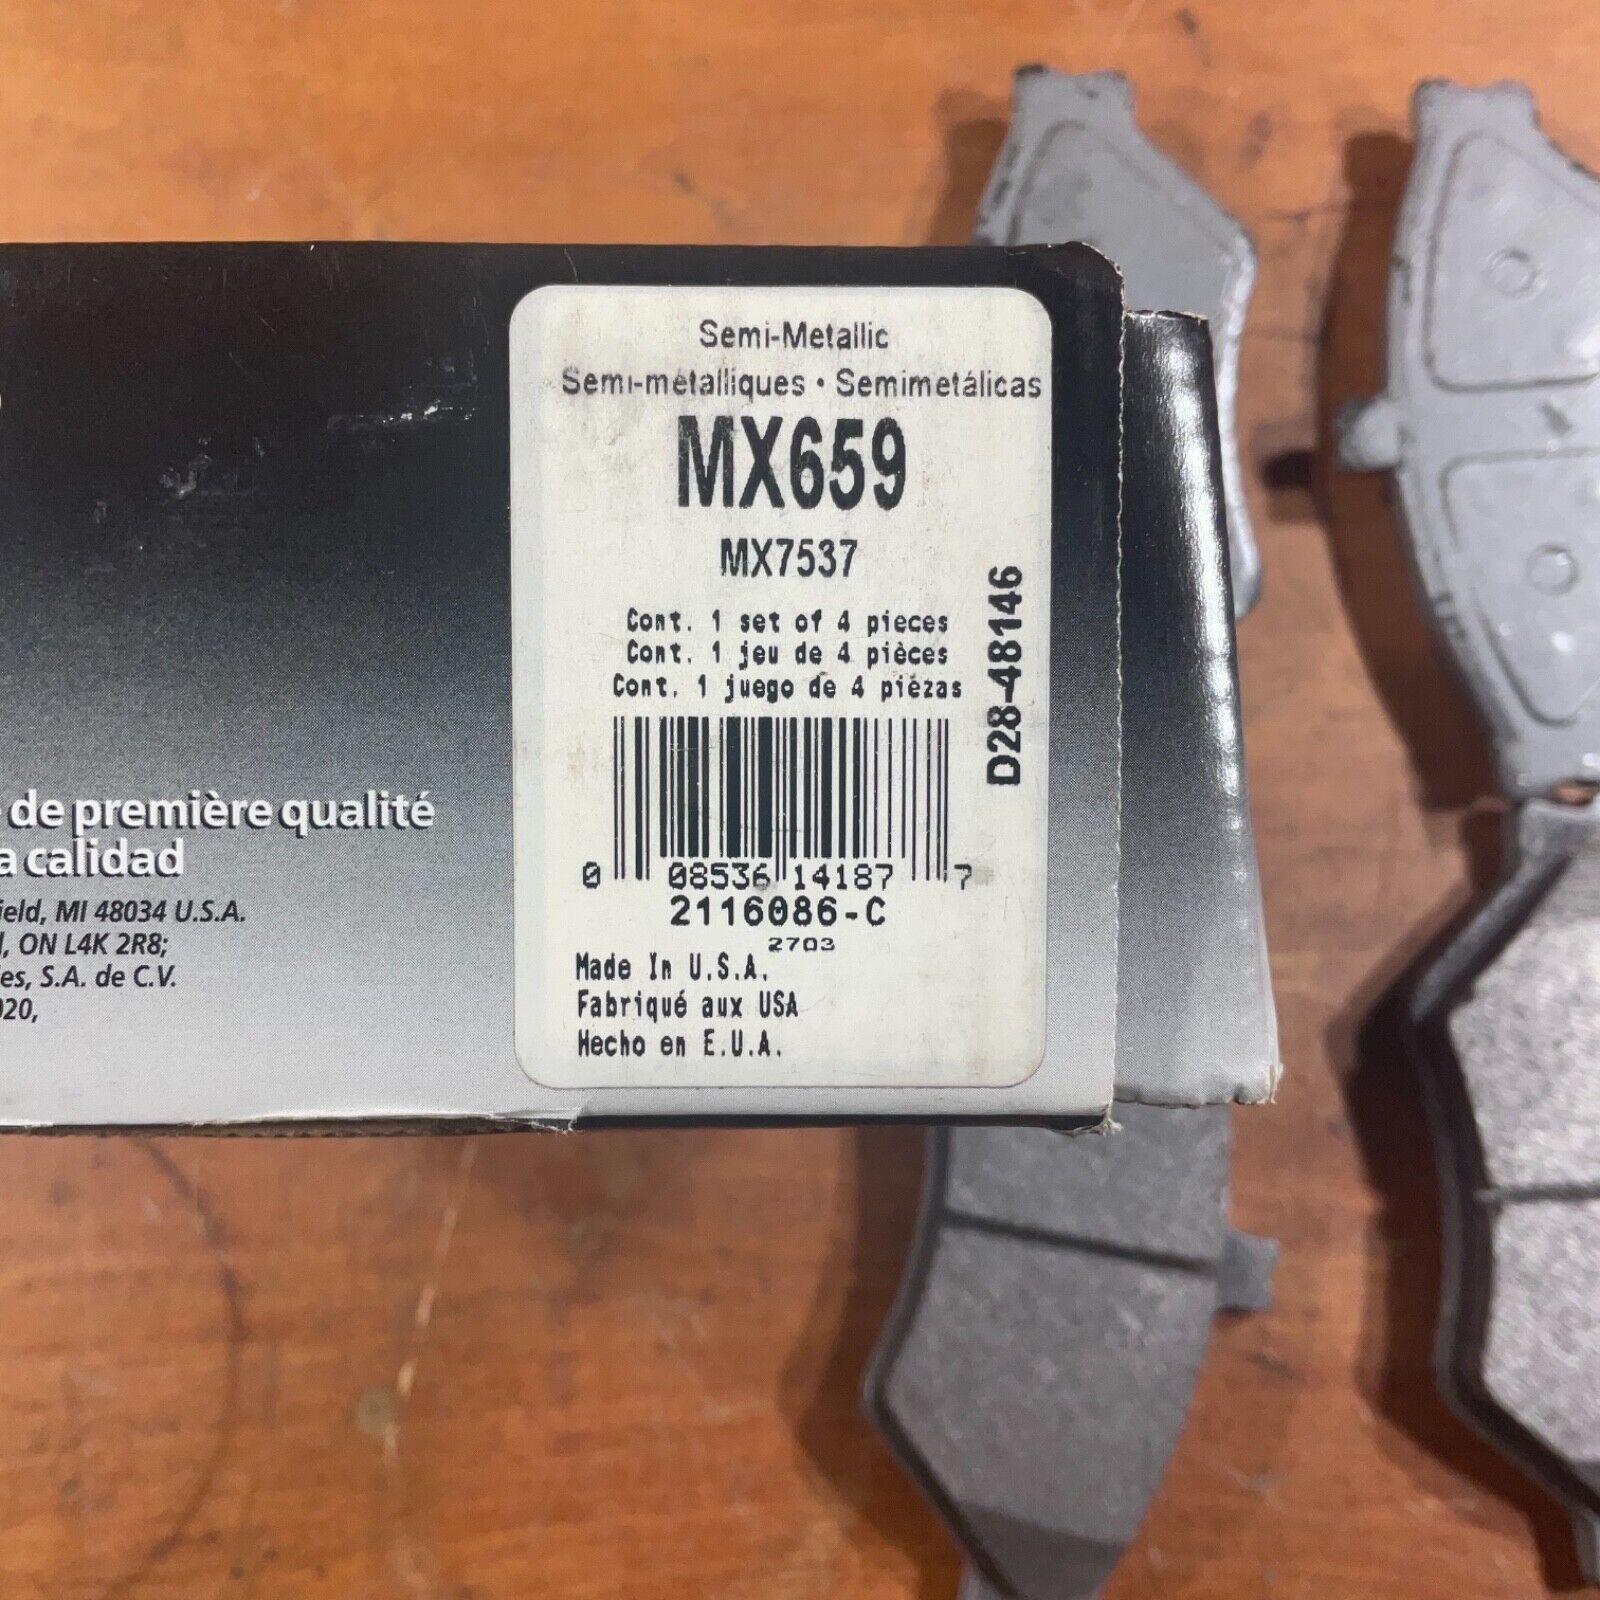 de première qualité
a calidad
ield, MI 48034 U.S.A.
, ON L4K 2R8;
es, S.A. de C.V.
020,
Semi-Metallic
Semi-métalliques • Semimetálicas
MX659
MX7537
Cont. 1 set of 4 pieces
Cont. 1 jeu de 4 pièces
Cont. 1 juego de 4 piézas
D28-48146
0 08536 14187 7
2116086-C
2703
Made In U.S.A.
Fabriqué aux USA
Hecho en E.U.A.